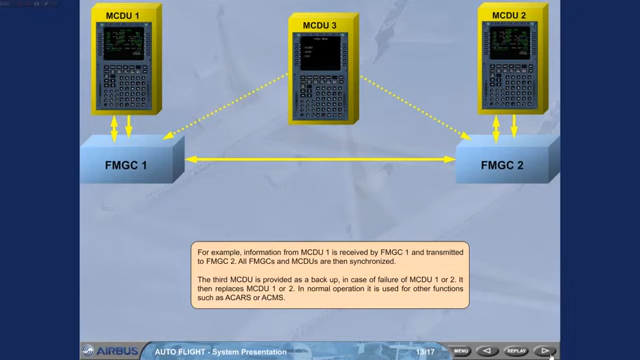 MCDU 1
MCDU 3
MCDU 2
FMGC 1
FMGC 2
For example, information from MCDU 1 is received by FMGC 1 and transmitted
to FMGC 2. All FMGCs and MCDUs are then synchronized.
The third MCDU is provided as a back up, in case of failure of MCDU 1 or 2. It
then replaces MCDU 1 or 2. In normal operation it is used for other functions
such as ACARS or ACMS.
AIRBUS
AUTO FLIGHT - System Presentation
13/17
MENU
REPLAY